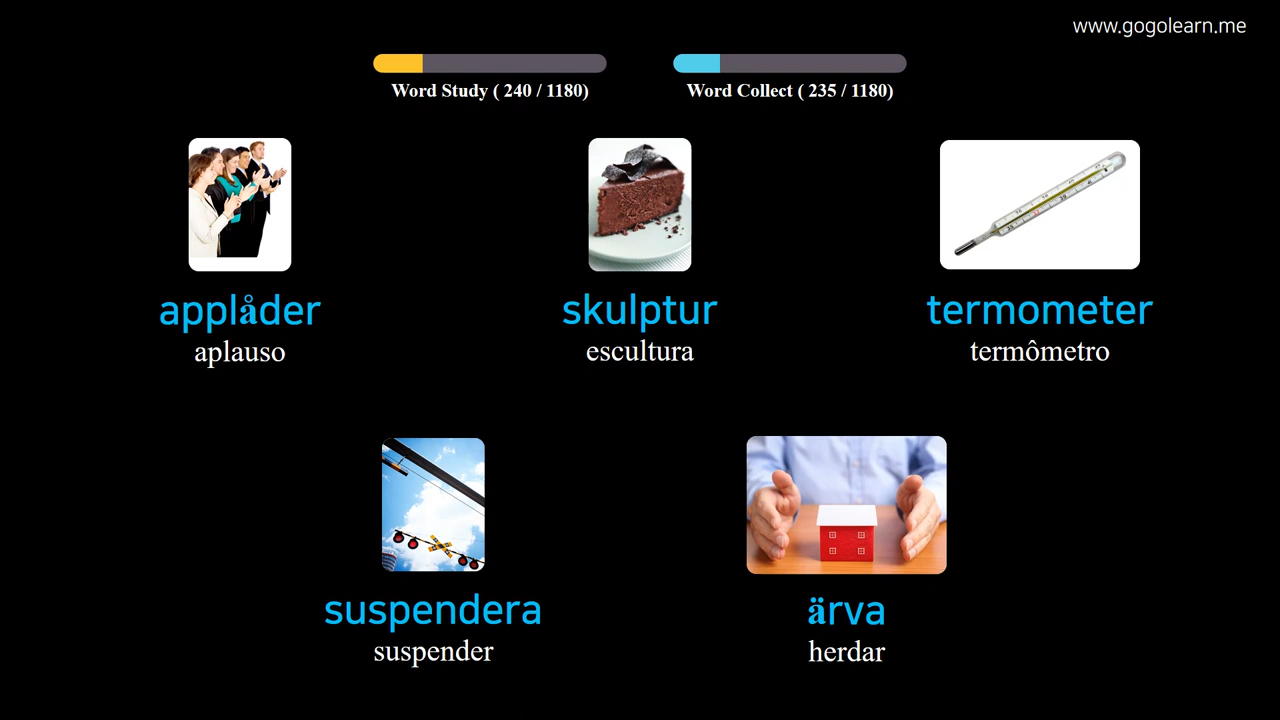 www.gogolearn.me
Word Study ( 240 / 1180)
Word Collect ( 235 / 1180)
applåder
aplauso
skulptur
escultura
termometer
termômetro
suspendera
suspender
ärva
herdar